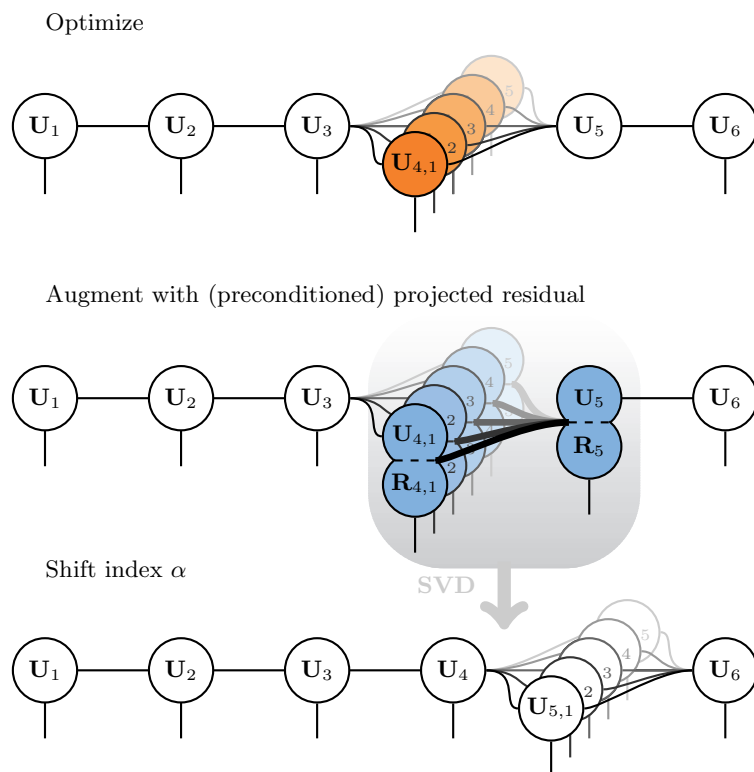 Optimize
U₁ U₂ U₃ U₄,₁ 2 3 4 5 U₅ U₆
Augment with (preconditioned) projected residual
U₁ U₂ U₃ U₄,₁ 2 3 4 5 U₅ U₆
R₄,₁ 2 R₅
Shift index α
SVD
U₁ U₂ U₃ U₄ U₅,₁ 2 3 4 5 U₆